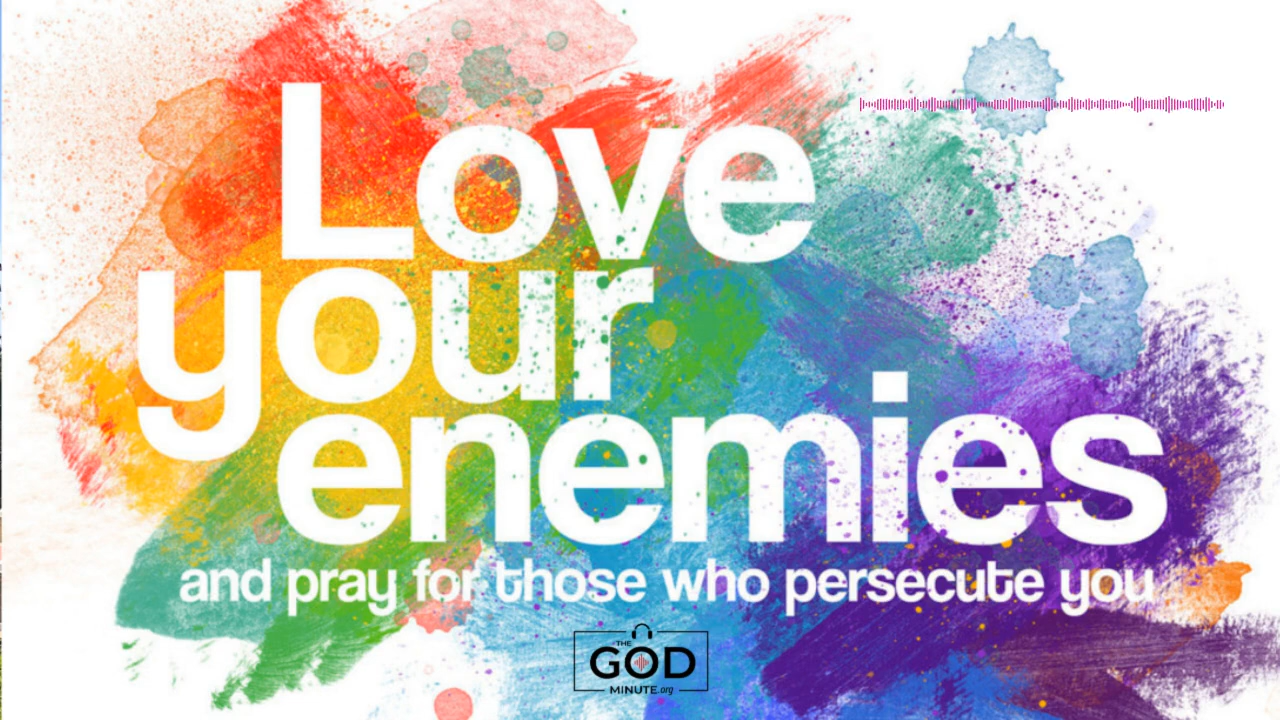 Love
your
enemies
and pray for those who persecute you
THE
GOD
MINUTE.org